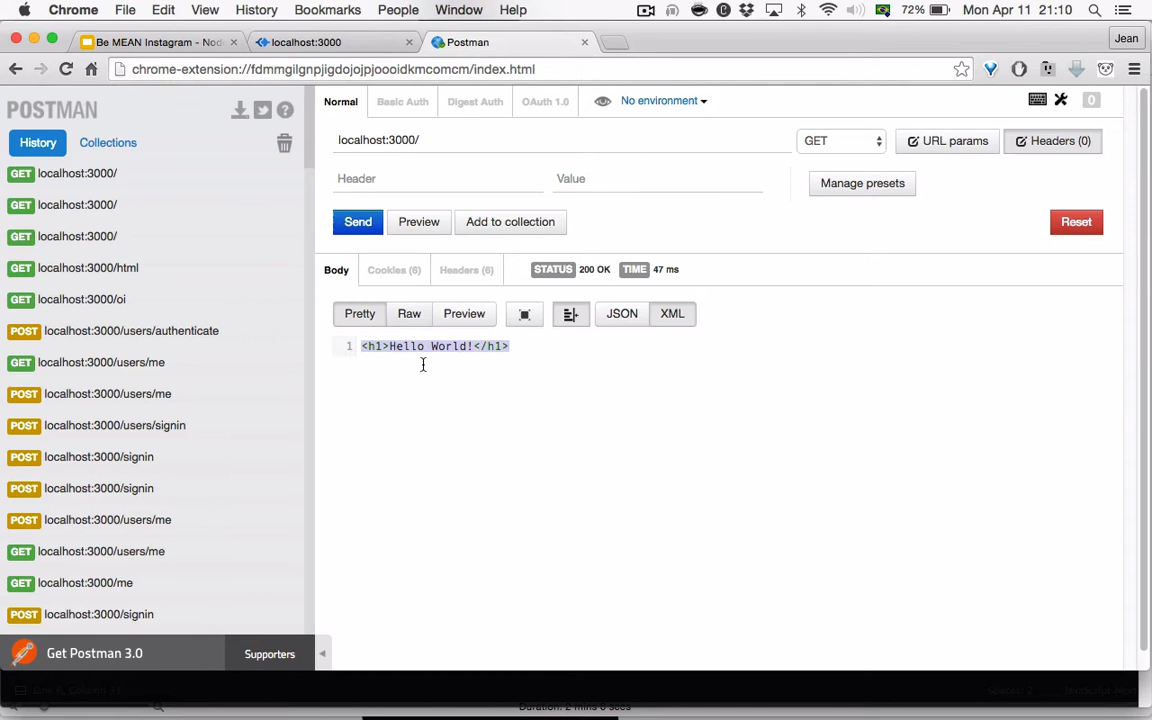 Chrome File Edit View History Bookmarks People Window Help 72% Mon Apr 11 21:10
Be MEAN Instagram - Nod localhost:3000 Postman Jean
chrome-extension://fdmmgilgnpjigdojojpjoooidkmcomcm/index.html
POSTMAN
Normal Basic Auth Digest Auth OAuth 1.0 No environment 0
History Collections
localhost:3000/ GET URL params Headers (0)
GET localhost:3000/
Header Value Manage presets
GET localhost:3000/
Send Preview Add to collection Reset
GET localhost:3000/
GET localhost:3000/html
Body Cookies (6) Headers (6) STATUS 200 OK TIME 47 ms
GET localhost:3000/oi
Pretty Raw Preview JSON XML
POST localhost:3000/users/authenticate
1 <h1>Hello World!</h1>
GET localhost:3000/users/me
POST localhost:3000/users/me
POST localhost:3000/users/signin
POST localhost:3000/signin
POST localhost:3000/signin
POST localhost:3000/users/me
GET localhost:3000/users/me
GET localhost:3000/me
POST localhost:3000/signin
Get Postman 3.0 Supporters
Spaces: 2